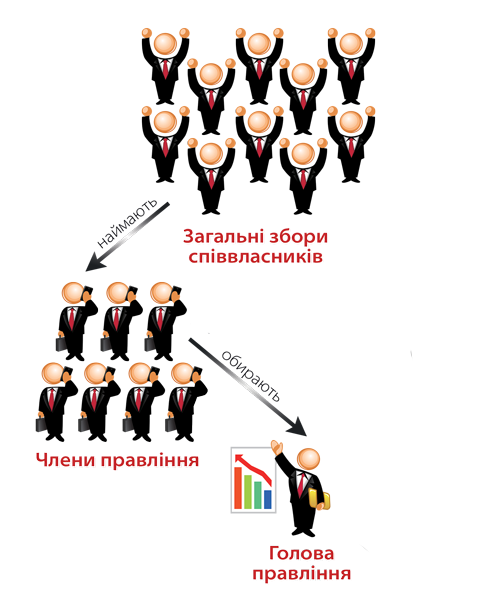 наймають
Загальні збори
співвласників
обирають
Члени правління
Голова
правління